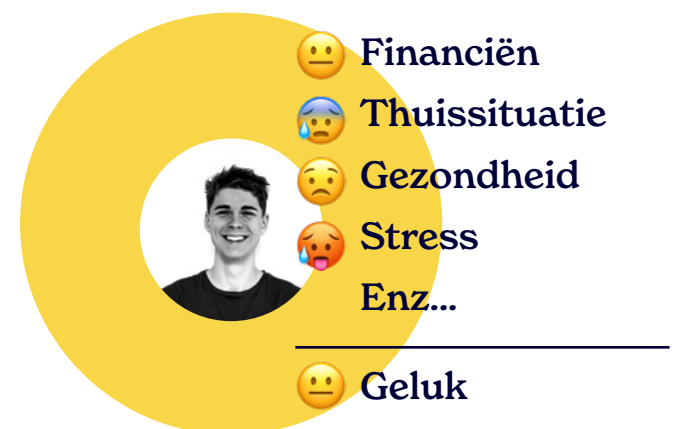 Financiën
Thuissituatie
Gezondheid
Stress
Enz...
Geluk